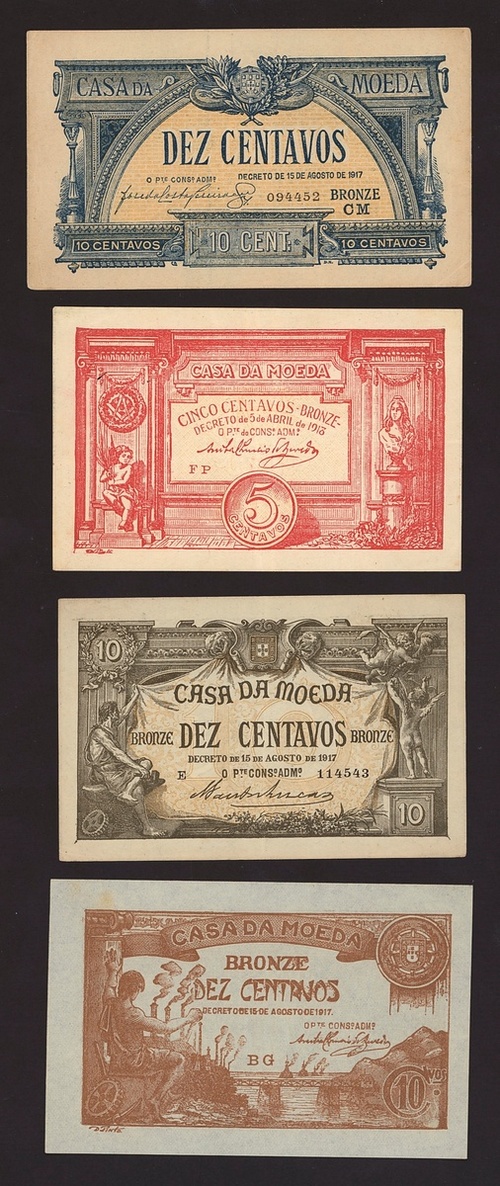 CASA DA MOEDA
DEZ CENTAVOS
O PTE CONSº ADMº DECRETO DE 15 DE AGOSTO DE 1917
094452 BRONZE
CM
10 CENTAVOS 10 CENT. 10 CENTAVOS
CASA DA MOEDA
CINCO CENTAVOS-BRONZE-
DECRETO de 5 de ABRIL de 1918
O PTE do CONSº ADMº
FP
5
CENTAVOS
10
CASA DA MOEDA
BRONZE DEZ CENTAVOS BRONZE
DECRETO DE 15 DE AGOSTO DE 1917
E O PTE CONSº ADMº 114543
10
CASA DA MOEDA
BRONZE
DEZ CENTAVOS
DECRETO DE 15 DE AGOSTO DE 1917.
O PTE CONSº ADMº
BG
10 VOS